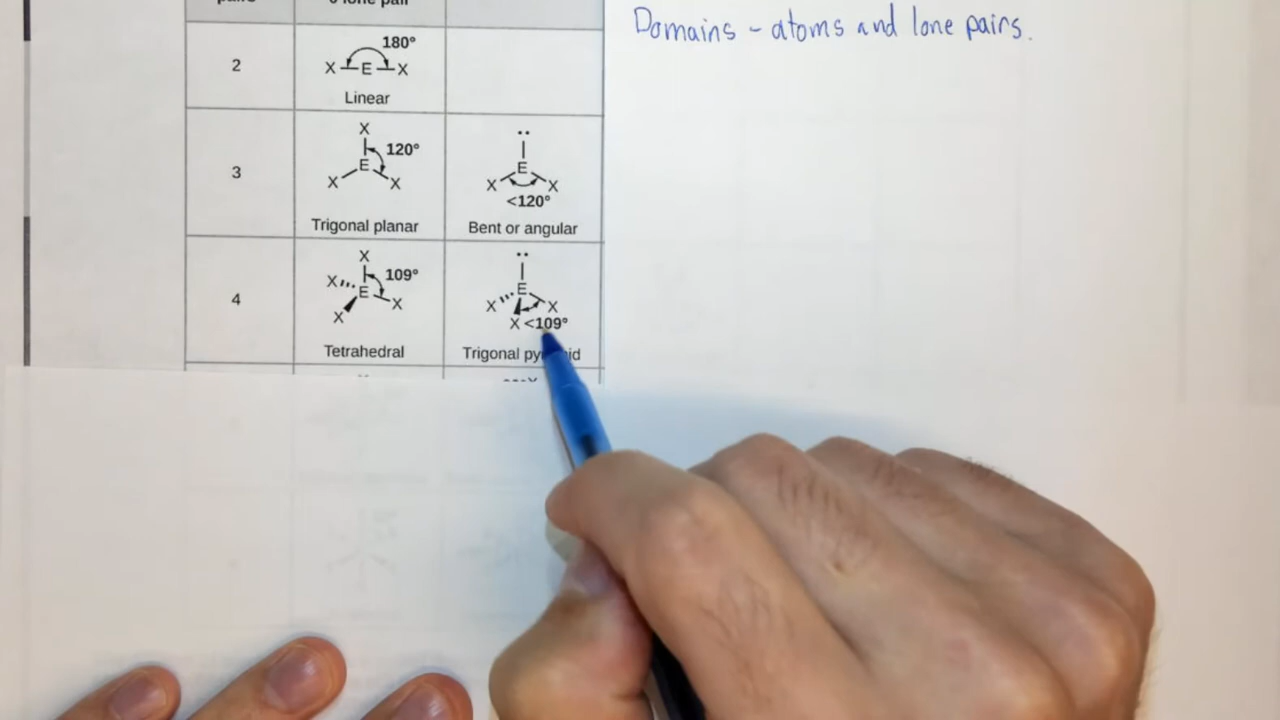 Domains - atoms and lone pairs.
2
180°
X E X
Linear
3
X
120°
E
X X
Trigonal planar
..
E
X X
<120°
Bent or angular
4
X
109°
X E
X
X
Tetrahedral
..
E
X X
X <109°
Trigonal